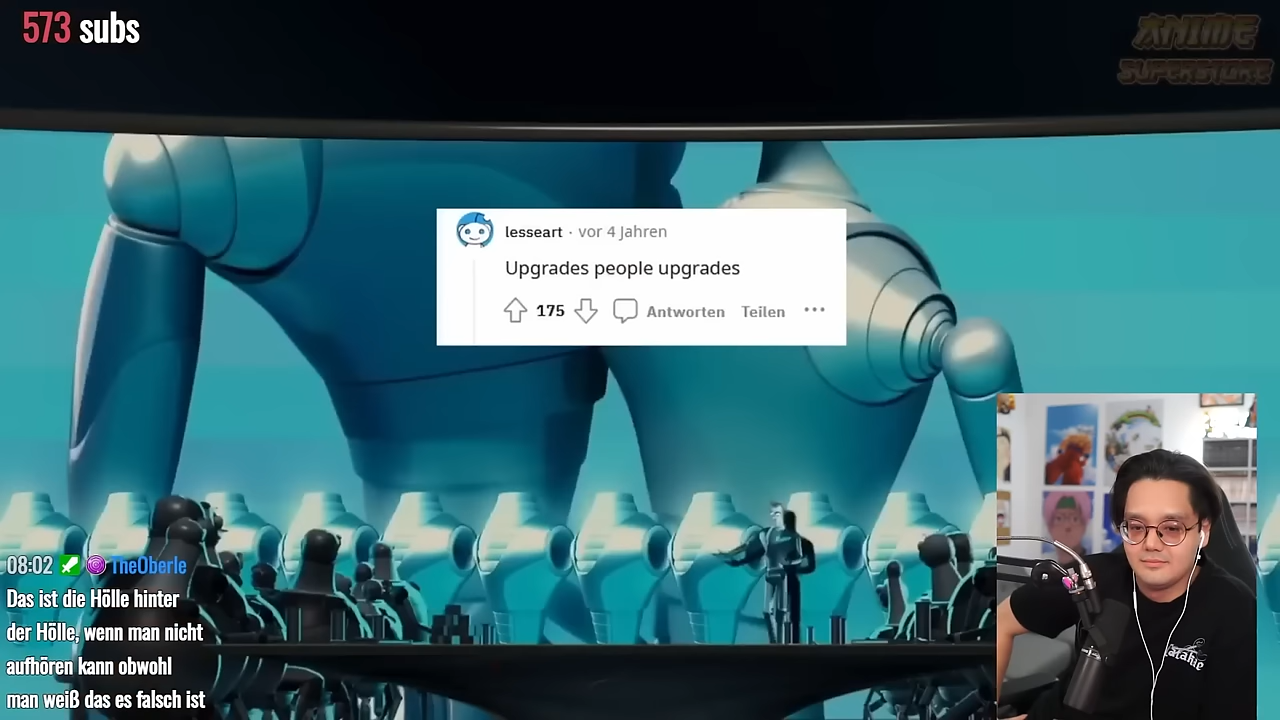 573 subs
ANIME
SUPERSTORE
lesseart · vor 4 Jahren
Upgrades people upgrades
175 Antworten Teilen ···
08:02 TheOberle
Das ist die Hölle hinter
der Hölle, wenn man nicht
aufhören kann obwohl
man weiß das es falsch ist